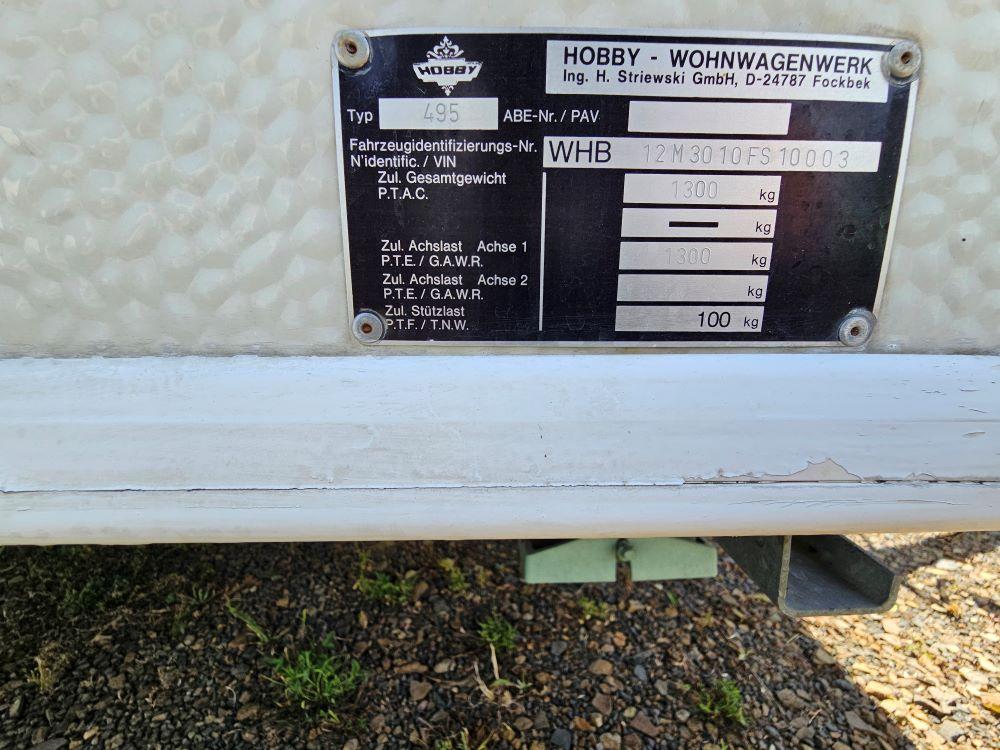 HOBBY
HOBBY - WOHNWAGENWERK
Ing. H. Striewski GmbH, D-24787 Fockbek
Typ 495 ABE-Nr. / PAV
Fahrzeugidentifizierungs-Nr.
N'identific. / VIN
WHB 12M3010FS10003
Zul. Gesamtgewicht
P.T.A.C.
1300 kg
— kg
Zul. Achslast Achse 1
P.T.E. / G.A.W.R.
1300 kg
Zul. Achslast Achse 2
P.T.E. / G.A.W.R.
kg
Zul. Stützlast
P.T.F. / T.N.W.
100 kg